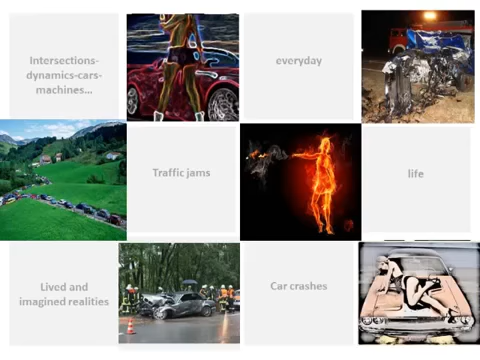 Intersections-
dynamics-cars-
machines...
everyday
Traffic jams
life
Lived and
imagined realities
Car crashes